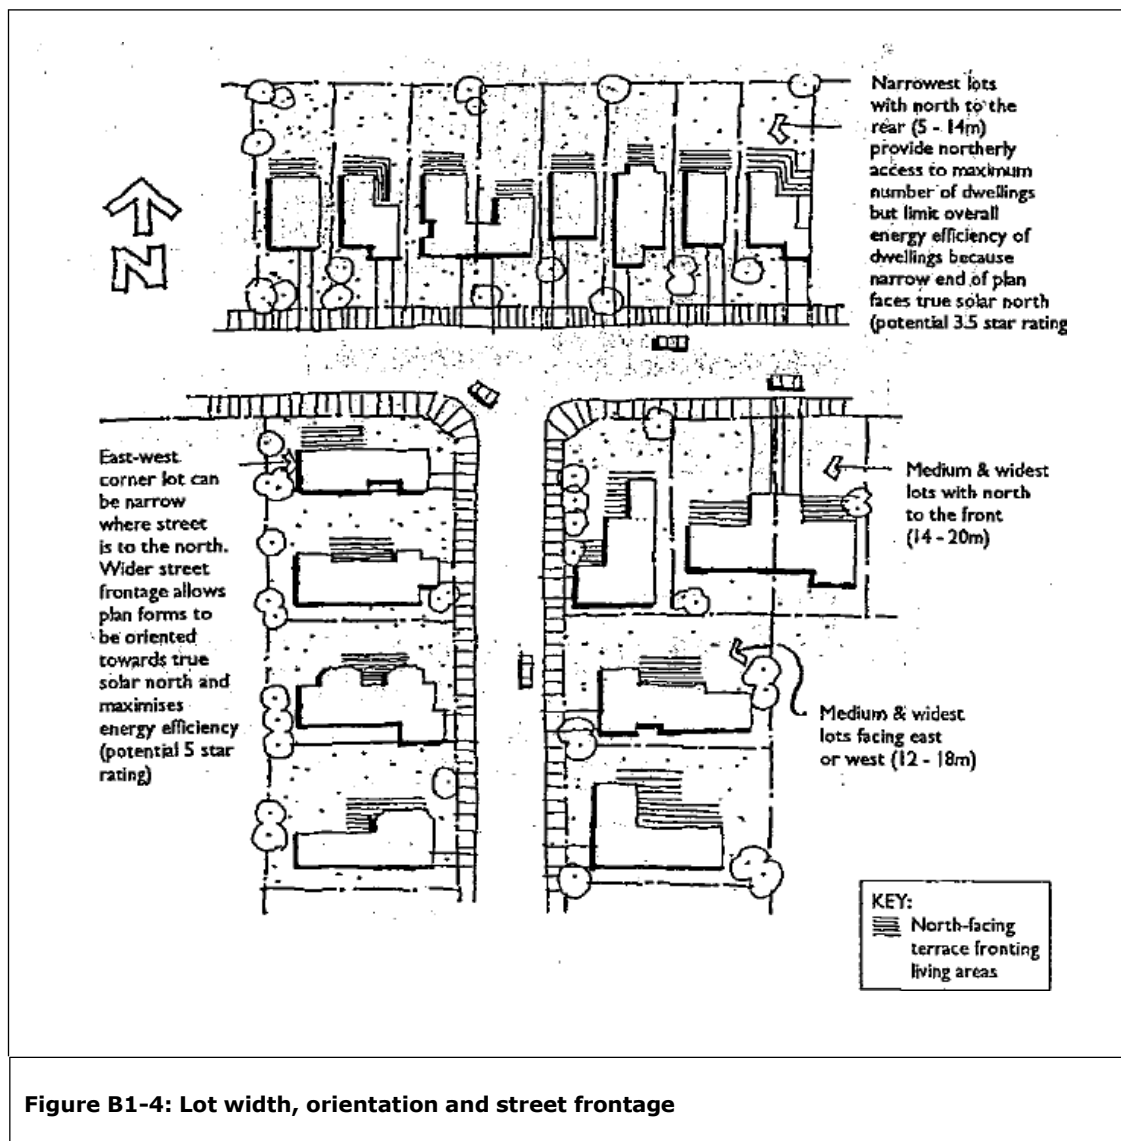 Narrowest lots
with north to the
rear (5 - 14m)
provide northerly
access to maximum
number of dwellings
but limit overall
energy efficiency of
dwellings because
narrow end of plan
faces true solar north
(potential 3.5 star rating
N
East-west
corner lot can
be narrow
where street
is to the north.
Wider street
frontage allows
plan forms to
be oriented
towards true
solar north and
maximises
energy efficiency
(potential 5 star
rating)
Medium & widest
lots with north
to the front
(14 - 20m)
Medium & widest
lots facing east
or west (12 - 18m)
KEY:
North-facing
terrace fronting
living areas
Figure B1-4: Lot width, orientation and street frontage